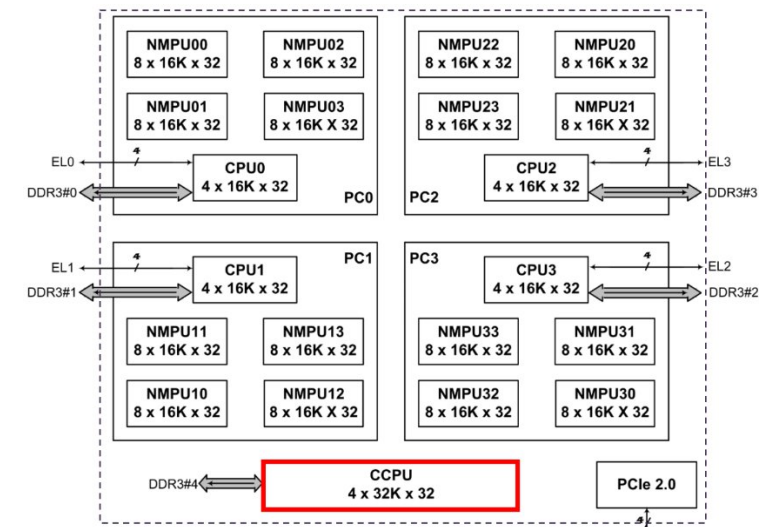 NMPU00
8 x 16K x 32
NMPU02
8 x 16K x 32
NMPU01
8 x 16K x 32
NMPU03
8 x 16K X 32
EL0
4
CPU0
4 x 16K x 32
DDR3#0
PC0
NMPU22
8 x 16K x 32
NMPU20
8 x 16K x 32
NMPU23
8 x 16K x 32
NMPU21
8 x 16K X 32
CPU2
4 x 16K x 32
4
EL3
DDR3#3
PC2
PC1
EL1
4
CPU1
4 x 16K x 32
DDR3#1
NMPU11
8 x 16K x 32
NMPU13
8 x 16K x 32
NMPU10
8 x 16K x 32
NMPU12
8 x 16K X 32
PC3
CPU3
4 x 16K x 32
4
EL2
DDR3#2
NMPU33
8 x 16K x 32
NMPU31
8 x 16K x 32
NMPU32
8 x 16K x 32
NMPU30
8 x 16K X 32
DDR3#4
CCPU
4 x 32K x 32
PCIe 2.0
4